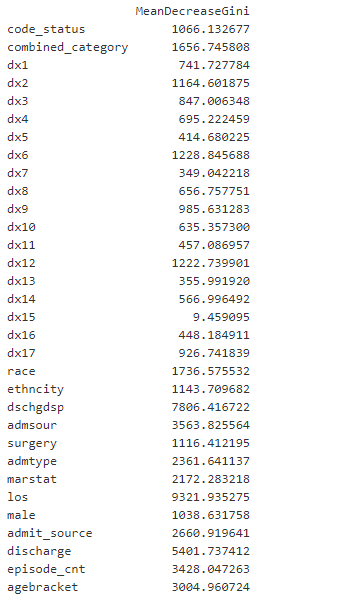 MeanDecreaseGini
code_status 1066.132677
combined_category 1656.745808
dx1 741.727784
dx2 1164.601875
dx3 847.006348
dx4 695.222459
dx5 414.680225
dx6 1228.845688
dx7 349.042218
dx8 656.757751
dx9 985.631283
dx10 635.357300
dx11 457.086957
dx12 1222.739901
dx13 355.991920
dx14 566.996492
dx15 9.459095
dx16 448.184911
dx17 926.741839
race 1736.575532
ethncity 1143.709682
dschgdsp 7806.416722
admsour 3563.825564
surgery 1116.412195
admtype 2361.641137
marstat 2172.283218
los 9321.935275
male 1038.631758
admit_source 2660.919641
discharge 5401.737412
episode_cnt 3428.047263
agebracket 3004.960724